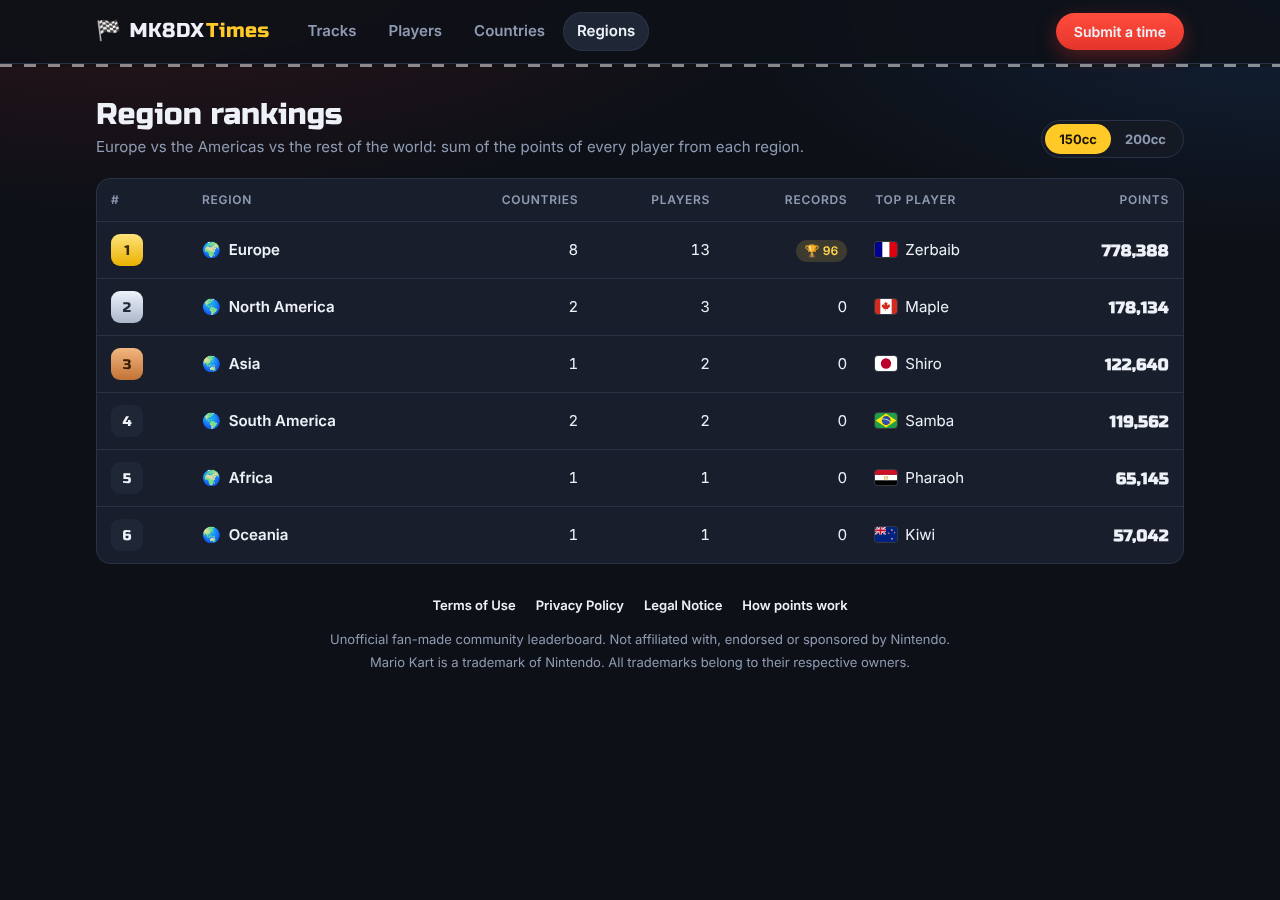 MK8DXTimes Tracks Players Countries Regions Submit a time
Region rankings
Europe vs the Americas vs the rest of the world: sum of the points of every player from each region.
150cc 200cc
# REGION COUNTRIES PLAYERS RECORDS TOP PLAYER POINTS
1 Europe 8 13 96 Zerbaib 778,388
2 North America 2 3 0 Maple 178,134
3 Asia 1 2 0 Shiro 122,640
4 South America 2 2 0 Samba 119,562
5 Africa 1 1 0 Pharaoh 65,145
6 Oceania 1 1 0 Kiwi 57,042
Terms of Use Privacy Policy Legal Notice How points work
Unofficial fan-made community leaderboard. Not affiliated with, endorsed or sponsored by Nintendo.
Mario Kart is a trademark of Nintendo. All trademarks belong to their respective owners.